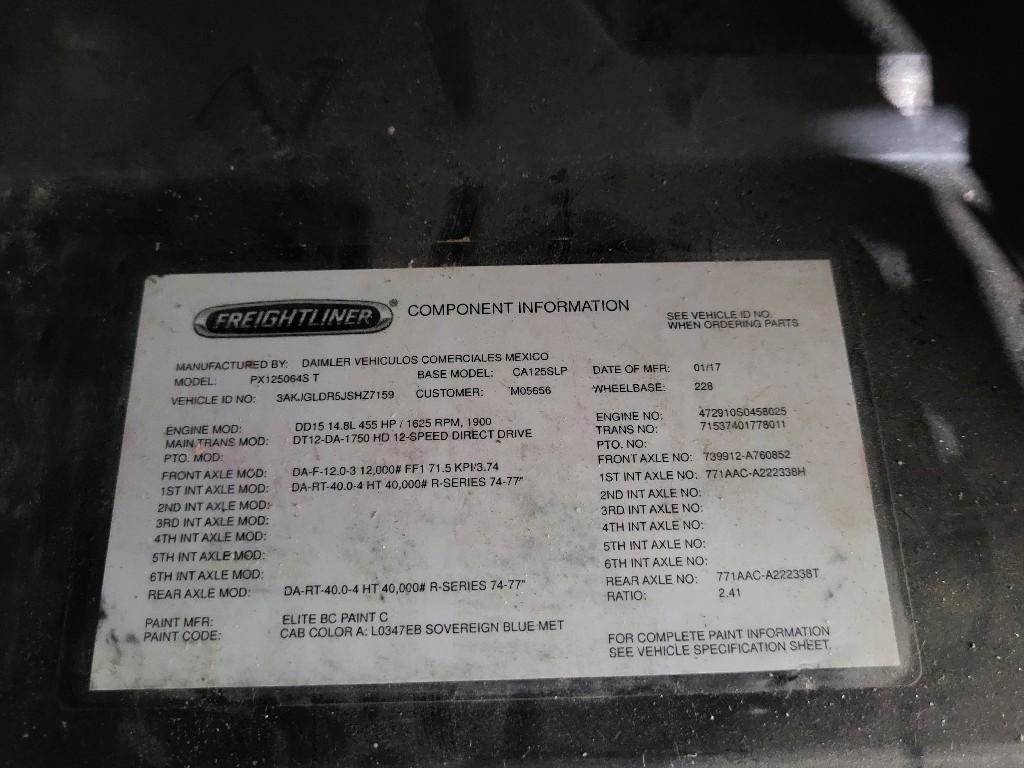 FREIGHTLINER ® COMPONENT INFORMATION
SEE VEHICLE ID NO.
WHEN ORDERING PARTS
MANUFACTURED BY: DAIMLER VEHICULOS COMERCIALES MEXICO
MODEL: PX125064S T BASE MODEL: CA125SLP DATE OF MFR: 01/17
VEHICLE ID NO: 3AKJGLDR5JSHZ7159 CUSTOMER: M05656 WHEELBASE: 228
ENGINE MOD: DD15 14.8L 455 HP / 1625 RPM, 1900 ENGINE NO: 472910S0458025
MAIN TRANS MOD: DT12-DA-1750 HD 12-SPEED DIRECT DRIVE TRANS NO: 71537401778011
PTO. MOD: PTO. NO:
FRONT AXLE MOD: DA-F-12.0-3 12,000# FF1 71.5 KPI/3.74 FRONT AXLE NO: 739912-A760852
1ST INT AXLE MOD: DA-RT-40.0-4 HT 40,000# R-SERIES 74-77" 1ST INT AXLE NO: 771AAC-A222338H
2ND INT AXLE MOD: 2ND INT AXLE NO:
3RD INT AXLE MOD: 3RD INT AXLE NO:
4TH INT AXLE MOD: 4TH INT AXLE NO:
5TH INT AXLE MOD: 5TH INT AXLE NO:
6TH INT AXLE MOD: 6TH INT AXLE NO:
REAR AXLE MOD: DA-RT-40.0-4 HT 40,000# R-SERIES 74-77" REAR AXLE NO: 771AAC-A222338T
RATIO: 2.41
PAINT MFR: ELITE BC PAINT C
PAINT CODE: CAB COLOR A: L0347EB SOVEREIGN BLUE MET
FOR COMPLETE PAINT INFORMATION
SEE VEHICLE SPECIFICATION SHEET.